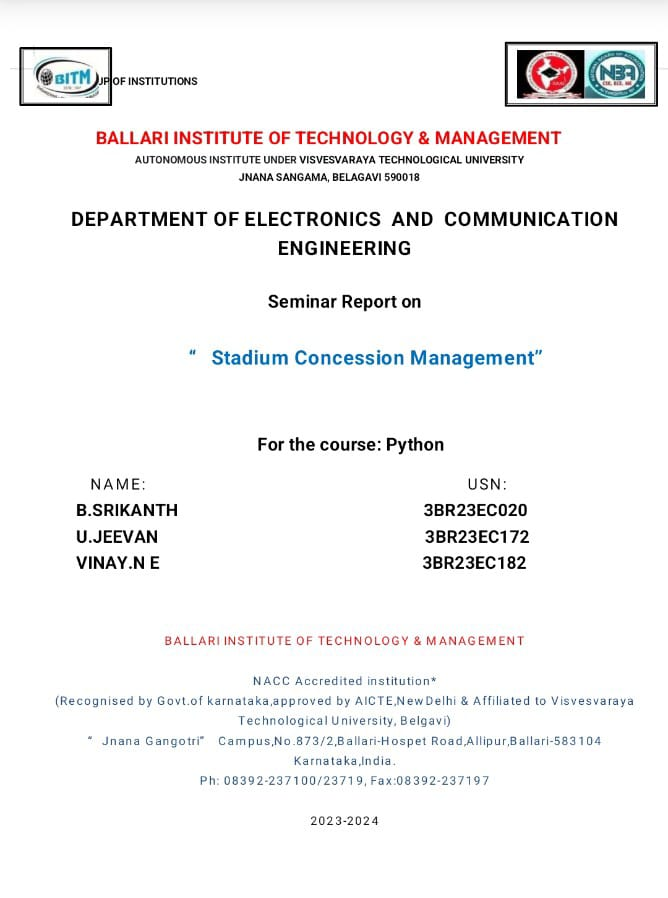 BITM
UP OF INSTITUTIONS
NBA
BALLARI INSTITUTE OF TECHNOLOGY & MANAGEMENT
AUTONOMOUS INSTITUTE UNDER VISVESVARAYA TECHNOLOGICAL UNIVERSITY
JNANA SANGAMA, BELAGAVI 590018
DEPARTMENT OF ELECTRONICS AND COMMUNICATION
ENGINEERING
Seminar Report on
“ Stadium Concession Management”
For the course: Python
NAME: USN:
B.SRIKANTH 3BR23EC020
U.JEEVAN 3BR23EC172
VINAY.N E 3BR23EC182
BALLARI INSTITUTE OF TECHNOLOGY & MANAGEMENT
NACC Accredited institution*
(Recognised by Govt.of karnataka,approved by AICTE,NewDelhi & Affiliated to Visvesvaraya
Technological University, Belgavi)
“ Jnana Gangotri” Campus,No.873/2,Ballari-Hospet Road,Allipur,Ballari-583104
Karnataka,India.
Ph: 08392-237100/23719, Fax:08392-237197
2023-2024